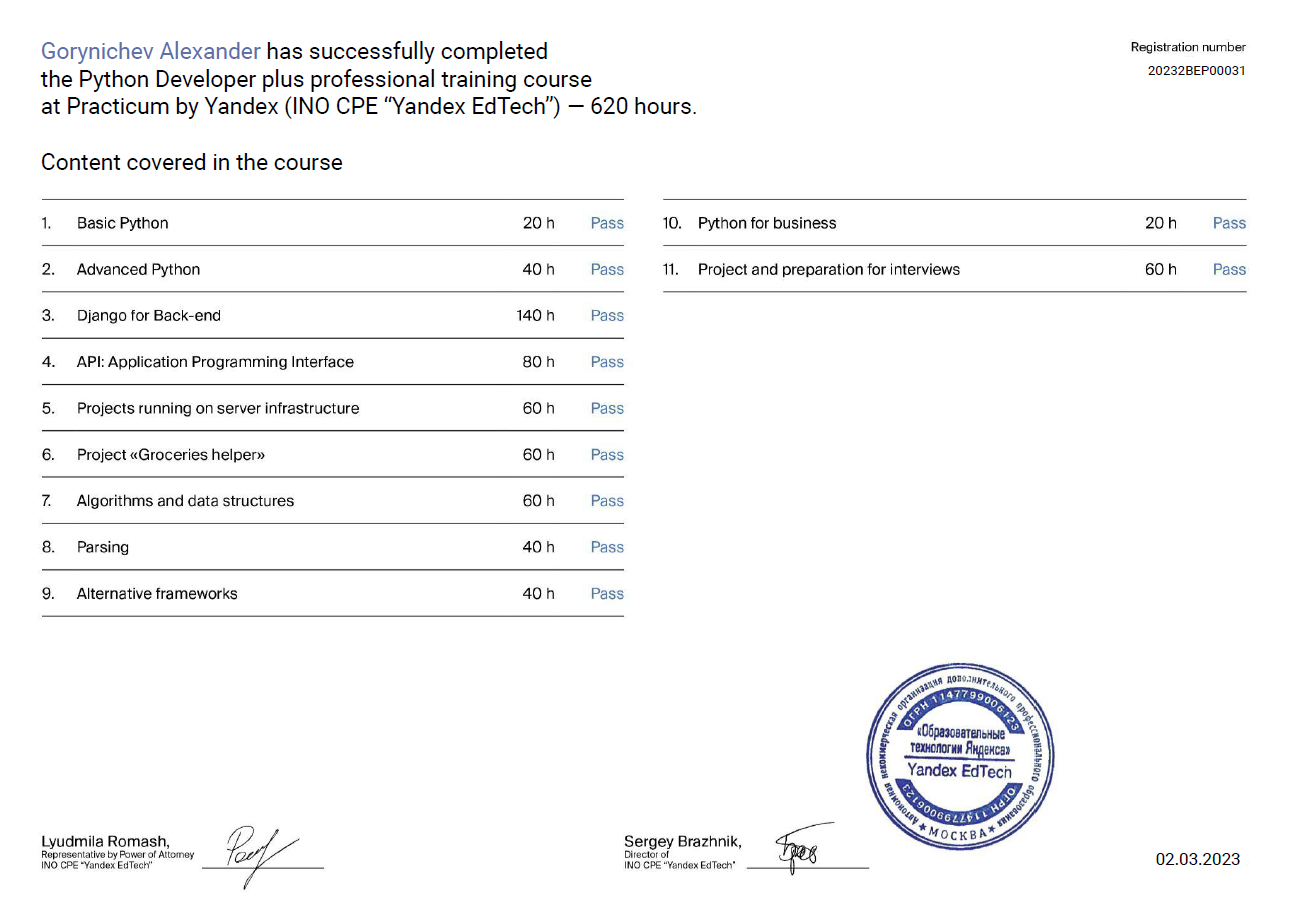 Gorynichev Alexander has successfully completed
the Python Developer plus professional training course
at Practicum by Yandex (INO CPE “Yandex EdTech”) — 620 hours.
Registration number
20232BEP00031
Content covered in the course
1. Basic Python 20 h Pass
2. Advanced Python 40 h Pass
3. Django for Back-end 140 h Pass
4. API: Application Programming Interface 80 h Pass
5. Projects running on server infrastructure 60 h Pass
6. Project «Groceries helper» 60 h Pass
7. Algorithms and data structures 60 h Pass
8. Parsing 40 h Pass
9. Alternative frameworks 40 h Pass
10. Python for business 20 h Pass
11. Project and preparation for interviews 60 h Pass
Автономная некоммерческая организация дополнительного профессионального образования
ОГРН 1147799006123
«Образовательные
технологии Яндекса»
Yandex EdTech
ОГРН 1147799006123
★ МОСКВА ★
Lyudmila Romash,
Representative by Power of Attorney
INO CPE “Yandex EdTech”
Sergey Brazhnik,
Director of
INO CPE “Yandex EdTech”
02.03.2023